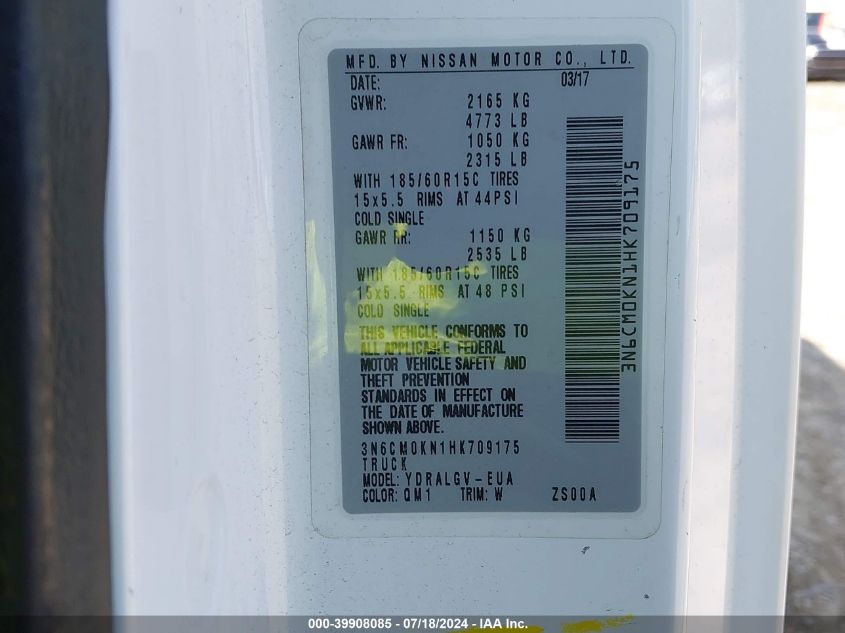 MFD. BY NISSAN MOTOR CO., LTD.
DATE: 03/17
GVWR: 2165 KG
4773 LB
GAWR FR: 1050 KG
2315 LB
WITH 185/60R15C TIRES
15x5.5 RIMS AT 44PSI
COLD SINGLE
GAWR RR: 1150 KG
2535 LB
WITH 185/60R15C TIRES
15x5.5 RIMS AT 48 PSI
COLD SINGLE
THIS VEHICLE CONFORMS TO
ALL APPLICABLE FEDERAL
MOTOR VEHICLE SAFETY AND
THEFT PREVENTION
STANDARDS IN EFFECT ON
THE DATE OF MANUFACTURE
SHOWN ABOVE.
3N6CM0KN1HK709175
TRUCK
MODEL: YDRALGV-EUA
COLOR: QM1 TRIM: W ZS00A
3N6CM0KN1HK709175
000-39908085 - 07/18/2024 - IAA Inc.